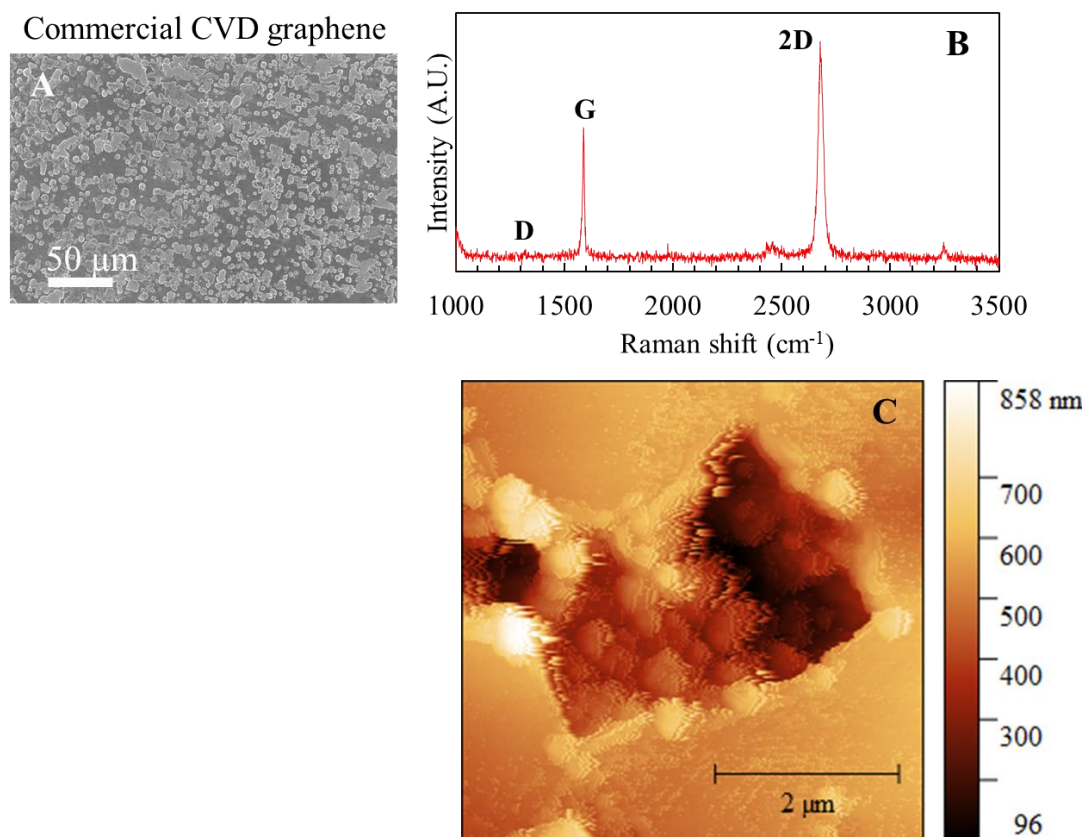 Commercial CVD graphene
A
50 μm
B
2D
G
D
Intensity (A.U.)
1000 1500 2000 2500 3000 3500
Raman shift (cm-1)
C
858 nm
700
600
500
400
300
96
2 μm